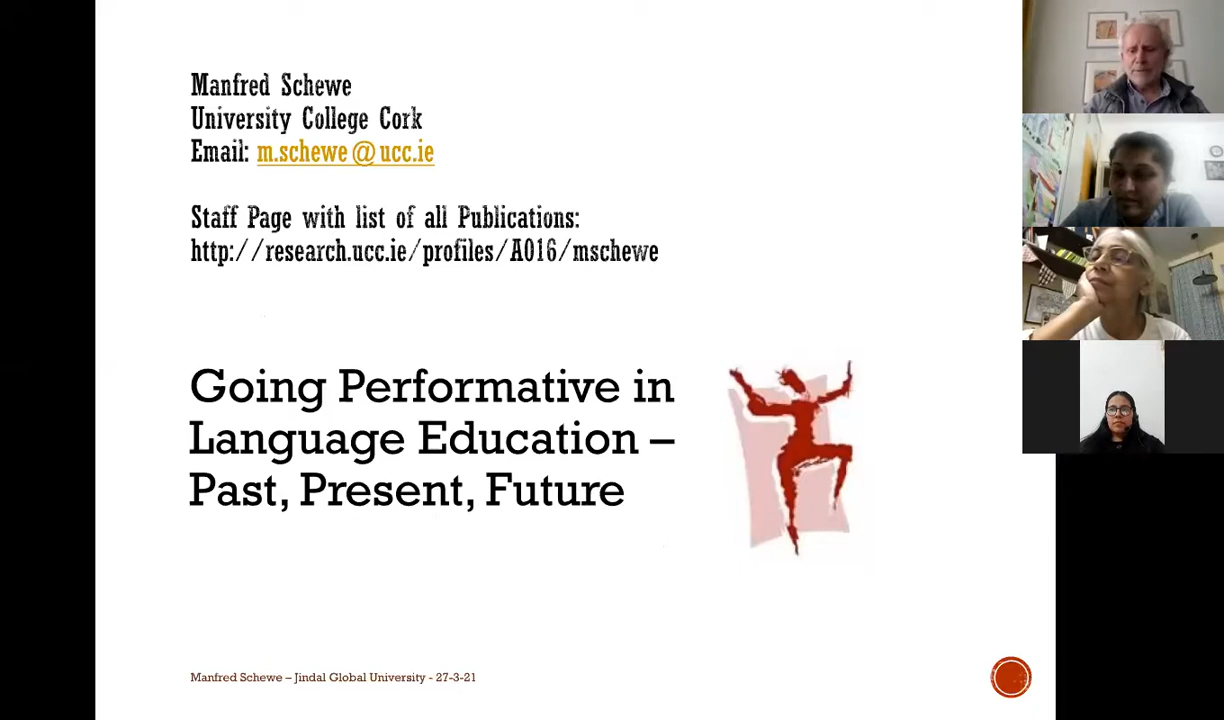 Manfred Schewe
University College Cork
Email: m.schewe@ucc.ie
Staff Page with list of all Publications:
http://research.ucc.ie/profiles/A016/mschewe
Going Performative in
Language Education –
Past, Present, Future
Manfred Schewe – Jindal Global University - 27-3-21